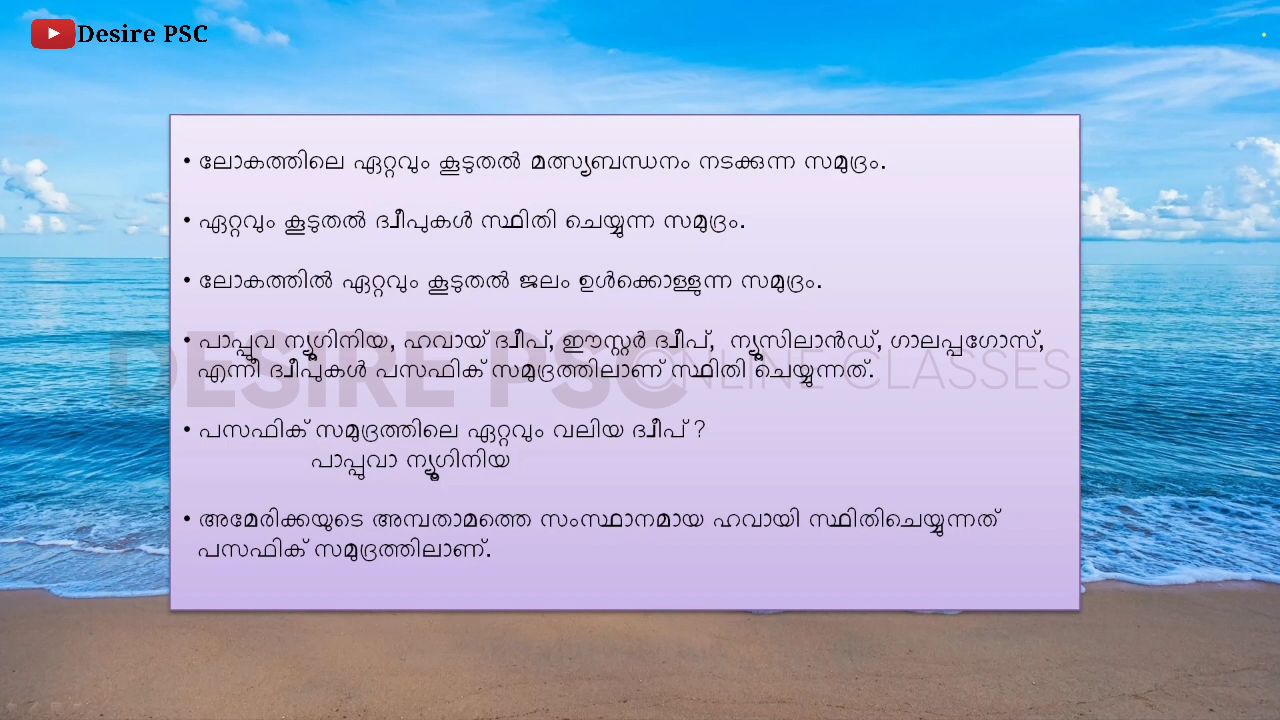 Desire PSC
• ലോകത്തിലെ ഏറ്റവും കൂടുതൽ മത്സ്യബന്ധനം നടക്കുന്ന സമുദ്രം.
• ഏറ്റവും കൂടുതൽ ദ്വീപുകൾ സ്ഥിതി ചെയ്യുന്ന സമുദ്രം.
• ലോകത്തിൽ ഏറ്റവും കൂടുതൽ ജലം ഉൾക്കൊള്ളുന്ന സമുദ്രം.
• പാപ്പുവ ന്യൂഗിനിയ, ഹവായ് ദ്വീപ്, ഈസ്റ്റർ ദ്വീപ്, ന്യൂസിലാൻഡ്, ഗാലപ്പഗോസ്,
എന്നീ ദ്വീപുകൾ പസഫിക് സമുദ്രത്തിലാണ് സ്ഥിതി ചെയ്യുന്നത്.
DESIRE PSC ONLINE CLASSES
• പസഫിക് സമുദ്രത്തിലെ ഏറ്റവും വലിയ ദ്വീപ് ?
പാപ്പുവാ ന്യൂഗിനിയ
• അമേരിക്കയുടെ അമ്പതാമത്തെ സംസ്ഥാനമായ ഹവായി സ്ഥിതിചെയ്യുന്നത്
പസഫിക് സമുദ്രത്തിലാണ്.